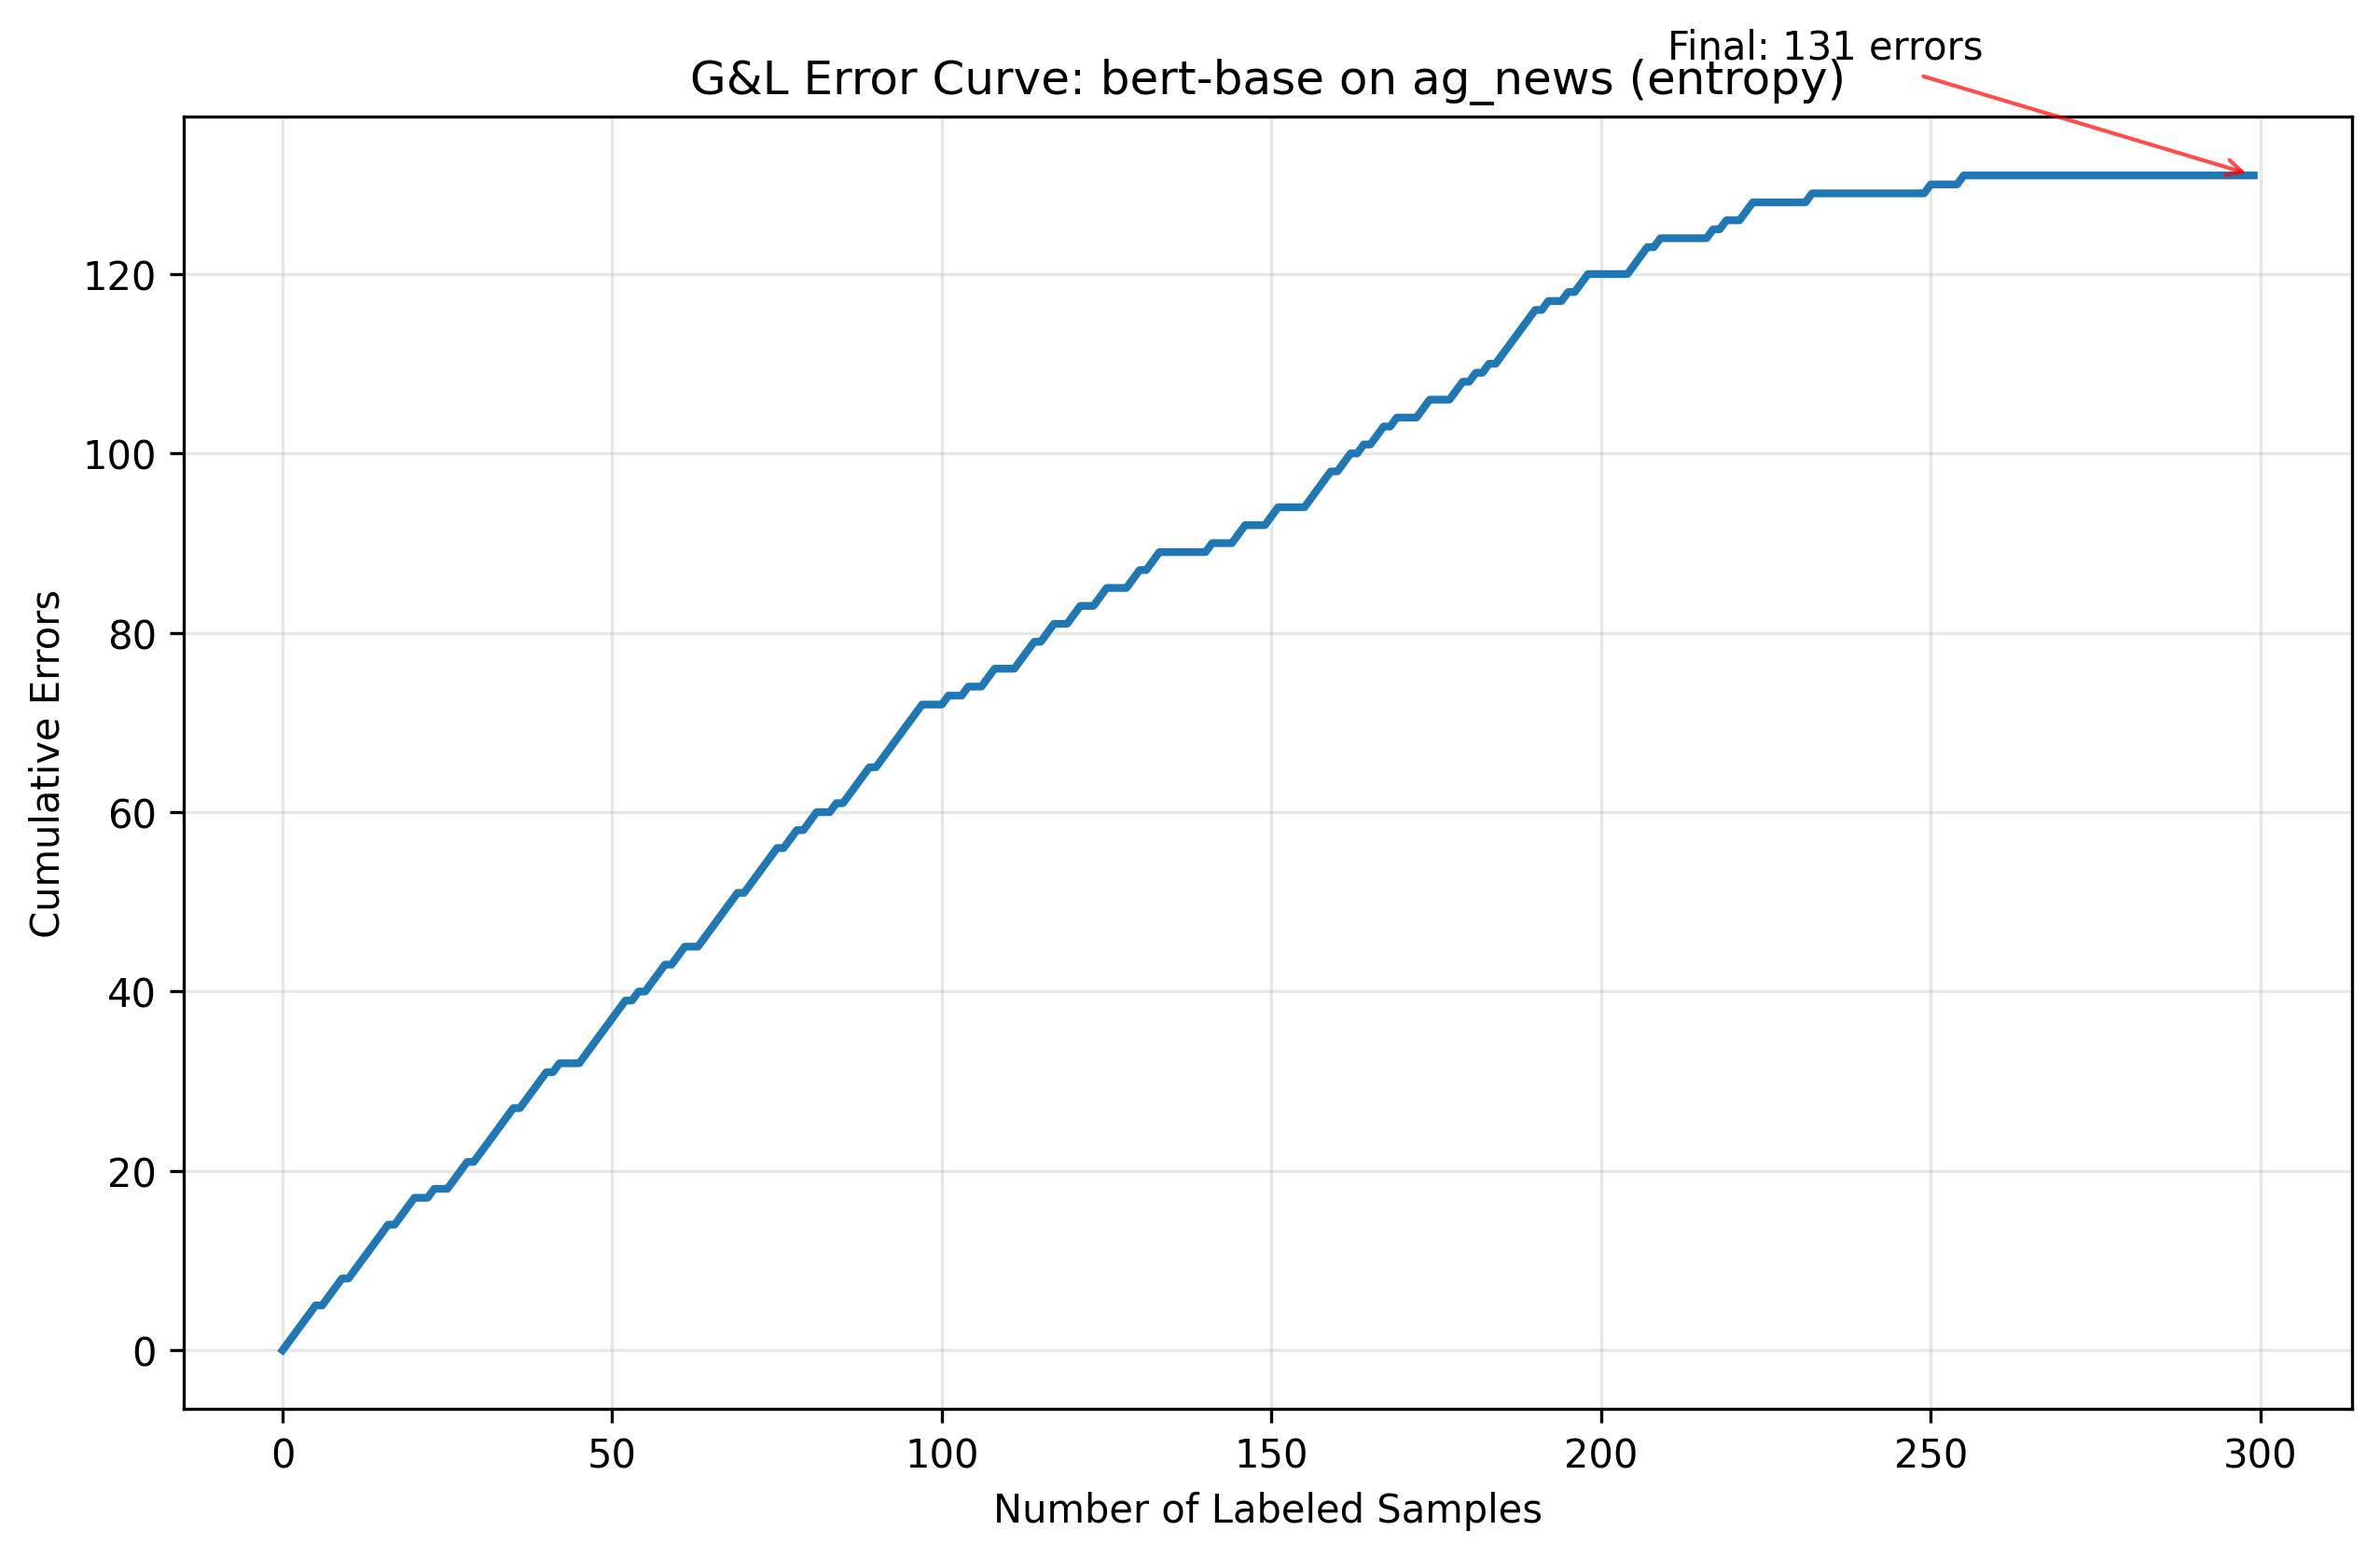 Final: 131 errors
G&L Error Curve: bert-base on ag_news (entropy)
Cumulative Errors
120
100
80
60
40
20
0
0 50 100 150 200 250 300
Number of Labeled Samples